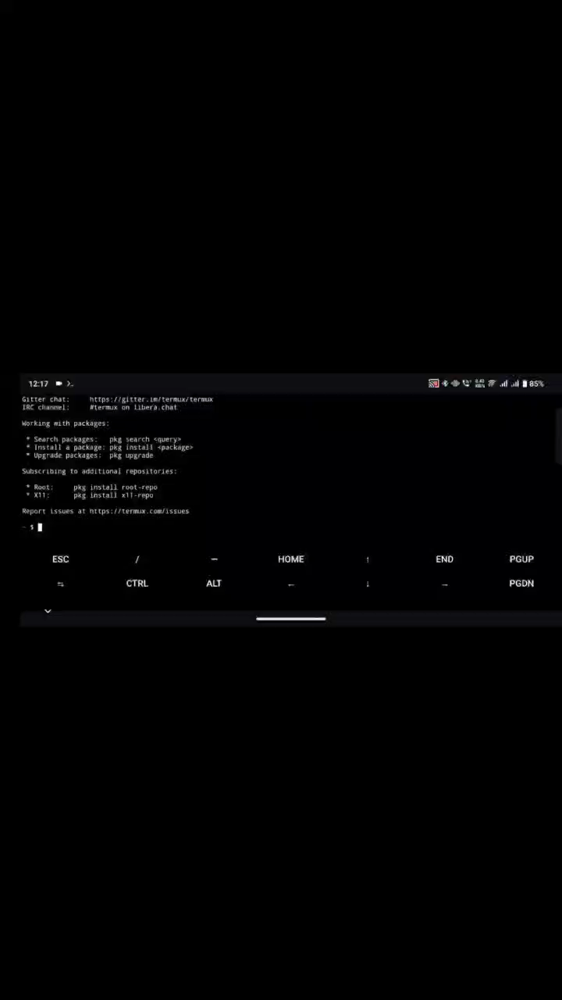 12:17
85%
Gitter chat: https://gitter.im/termux/termux
IRC channel: #termux on libera.chat
Working with packages:
* Search packages: pkg search <query>
* Install a package: pkg install <package>
* Upgrade packages: pkg upgrade
Subscribing to additional repositories:
* Root: pkg install root-repo
* X11: pkg install x11-repo
Report issues at https://termux.com/issues
~ $
ESC / — HOME ↑ END PGUP
⇆ CTRL ALT ← ↓ → PGDN